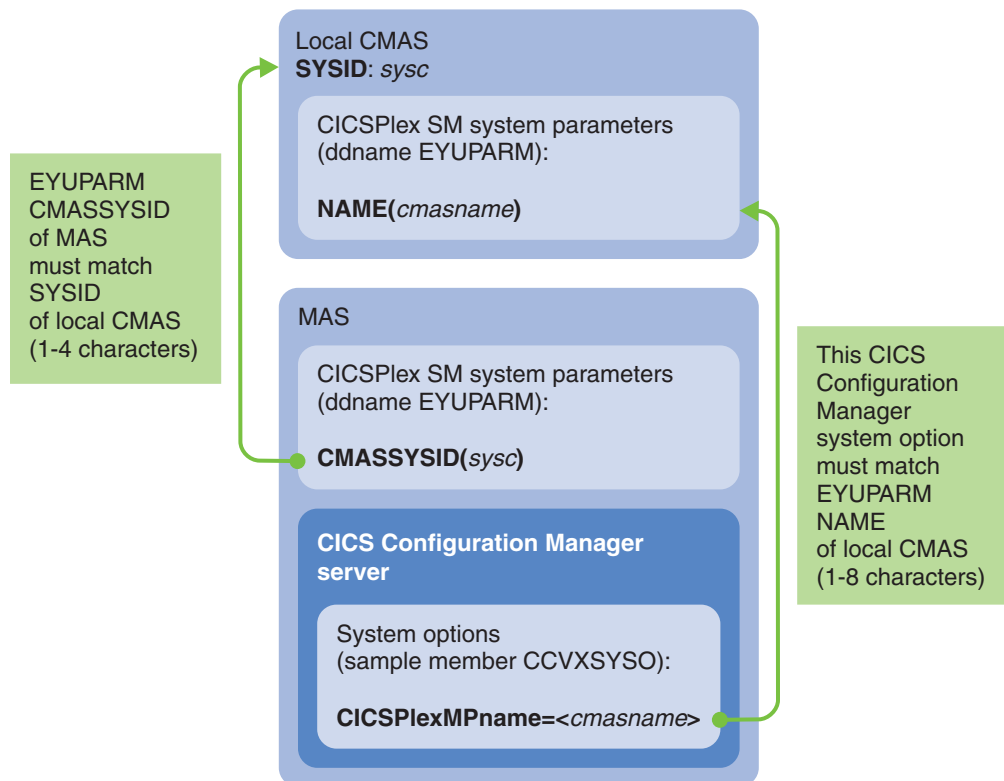 Local CMAS
SYSID: sysc
CICSPlex SM system parameters
(ddname EYUPARM):
NAME(cmasname)
EYUPARM
CMASSYSID
of MAS
must match
SYSID
of local CMAS
(1-4 characters)
MAS
CICSPlex SM system parameters
(ddname EYUPARM):
CMASSYSID(sysc)
This CICS
Configuration
Manager
system option
must match
EYUPARM
NAME
of local CMAS
(1-8 characters)
CICS Configuration Manager
server
System options
(sample member CCVXSYSO):
CICSPlexMPname=<cmasname>